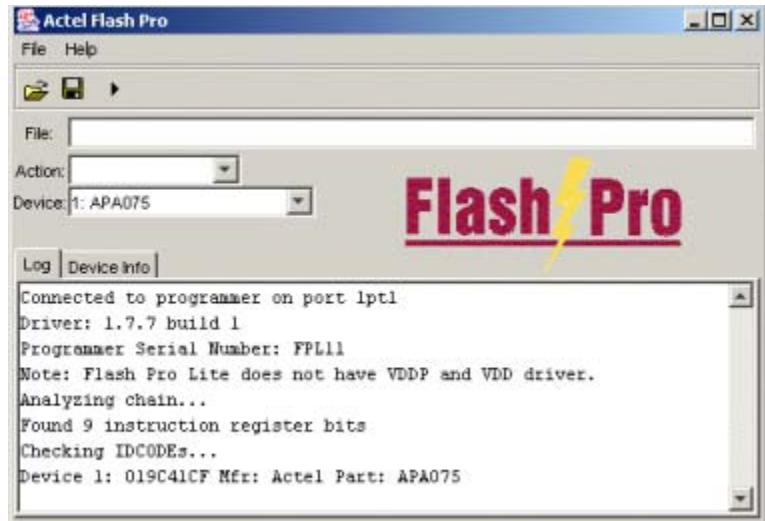 Actel Flash Pro
File Help
File:
Action:
Device: 1: APA075
Flash Pro
Log Device Info
Connected to programmer on port lpt1
Driver: 1.7.7 build 1
Programmer Serial Number: FPL11
Note: Flash Pro Lite does not have VDDP and VDD driver.
Analyzing chain...
Found 9 instruction register bits
Checking IDCODEs...
Device 1: 019C41CF Mfr: Actel Part: APA075